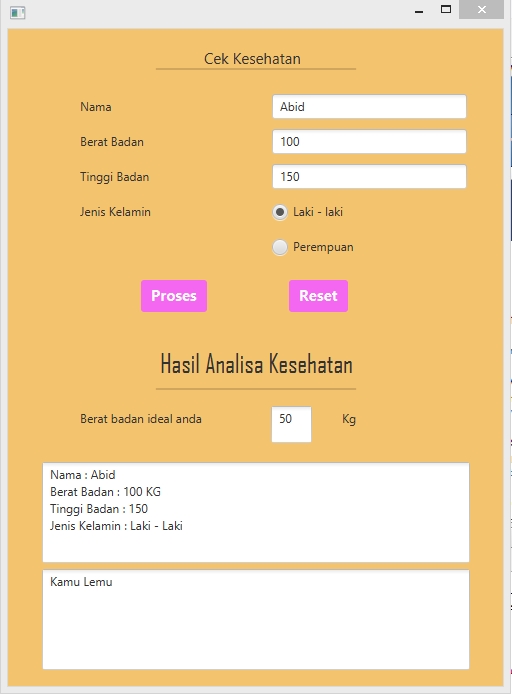 Cek Kesehatan
Nama Abid
Berat Badan 100
Tinggi Badan 150
Jenis Kelamin Laki - laki
Perempuan
Proses Reset
Hasil Analisa Kesehatan
Berat badan ideal anda 50 Kg
Nama : Abid
Berat Badan : 100 KG
Tinggi Badan : 150
Jenis Kelamin : Laki - Laki
Kamu Lemu